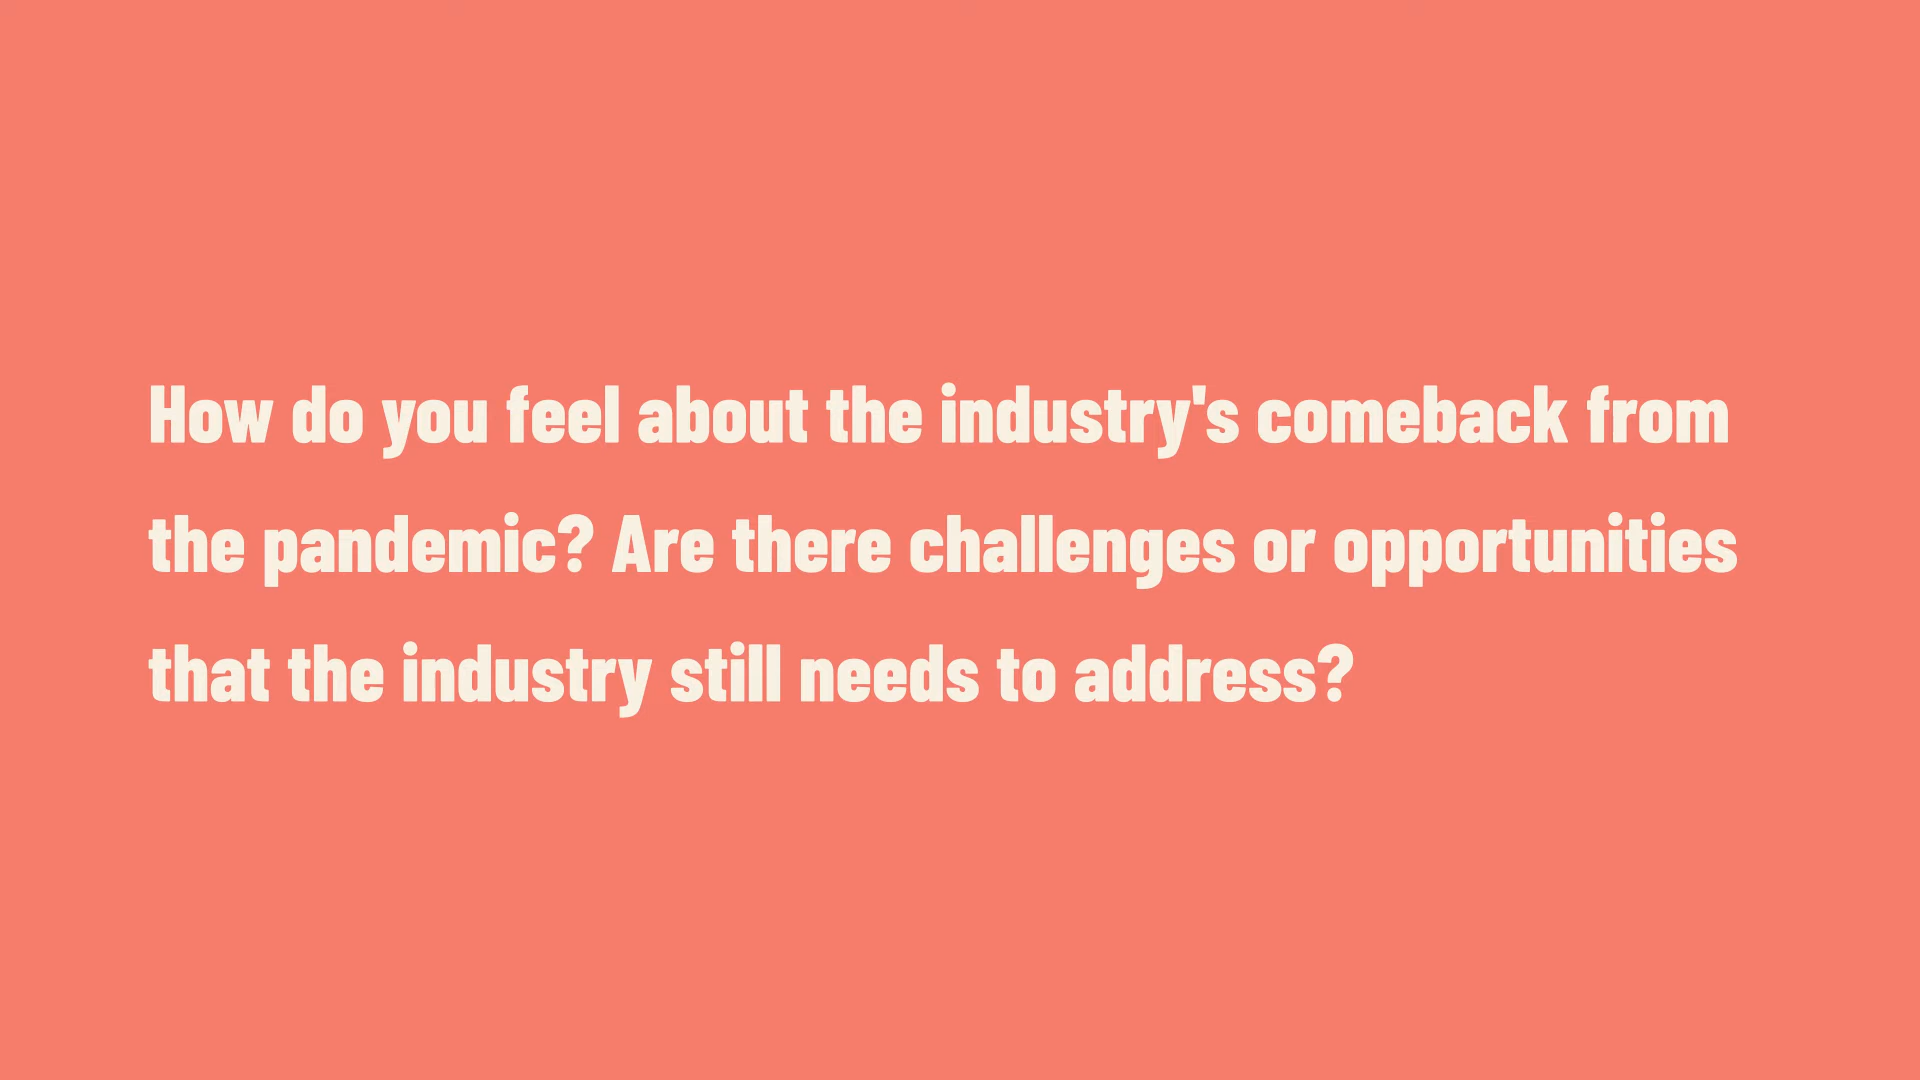 How do you feel about the industry's comeback from
the pandemic? Are there challenges or opportunities
that the industry still needs to address?